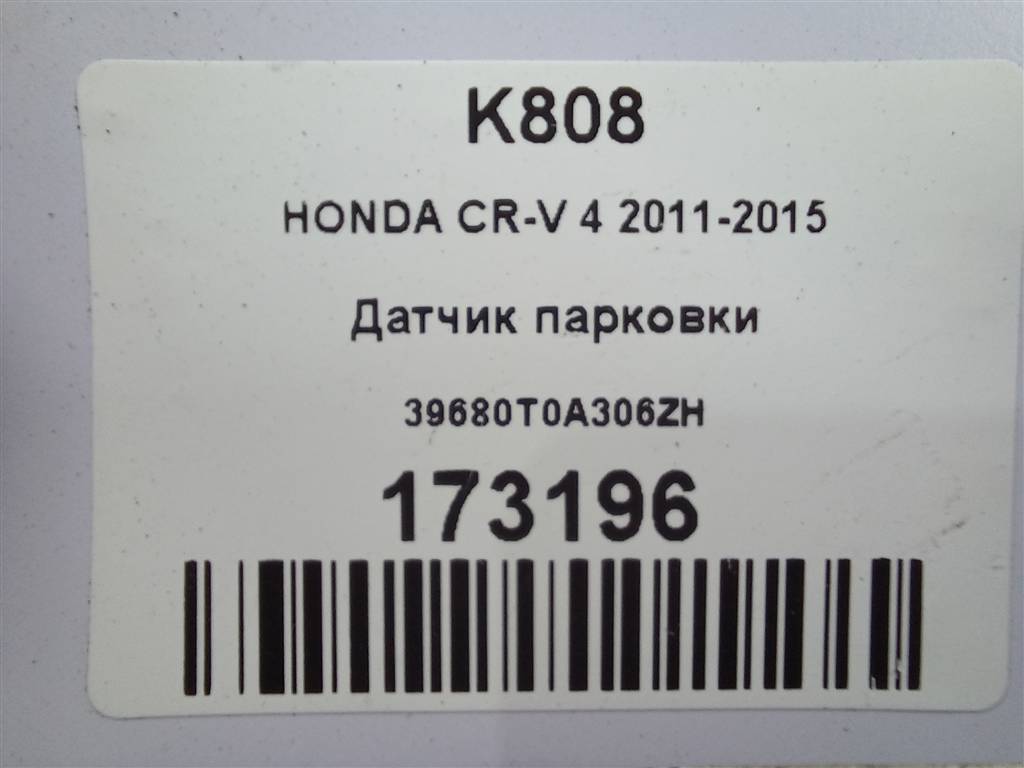 K808
HONDA CR-V 4 2011-2015
Датчик парковки
39680T0A306ZH
173196